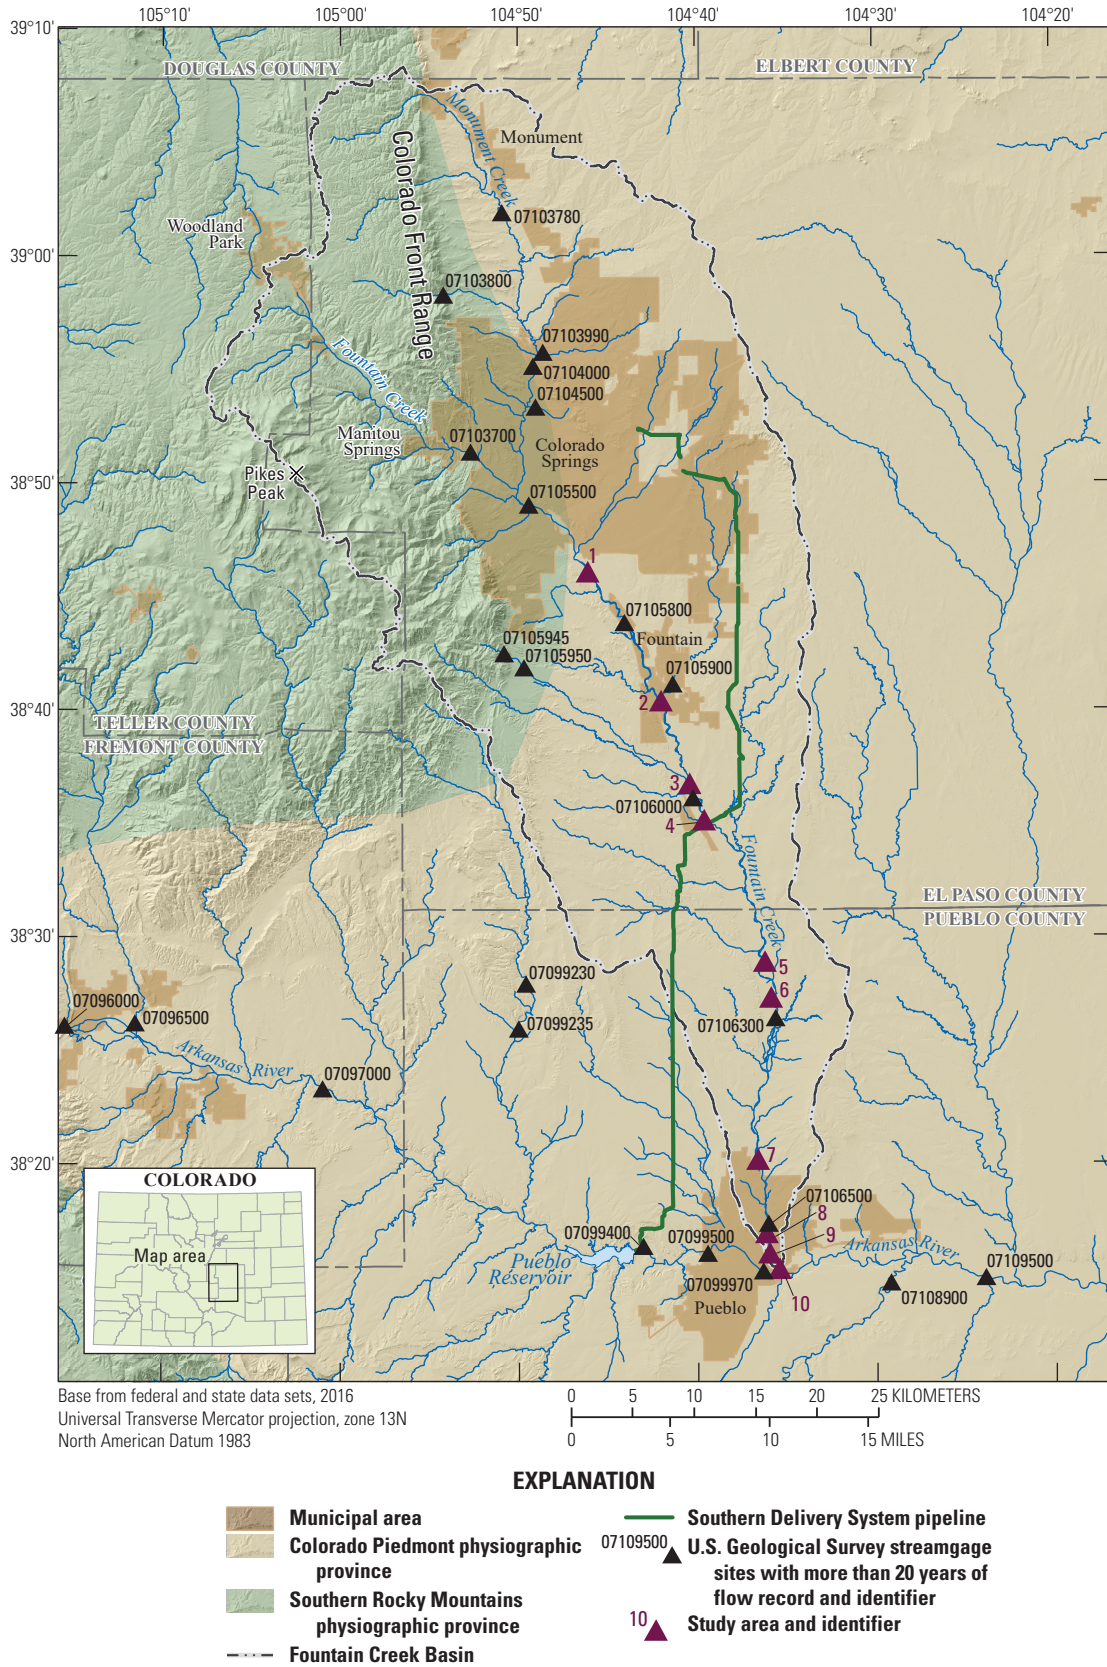 105°10'
105°00'
104°50'
104°40'
104°30'
104°20'
39°10'
DOUGLAS COUNTY
ELBERT COUNTY
Monument Creek
Monument
Colorado Front Range
07103780
Woodland
Park
39°00'
07103800
07103990
Fountain Creek
07104000
07104500
Manitou
Springs
07103700
Colorado
Springs
Pikes
Peak
38°50'
07105500
1
07105800
Fountain
07105945
07105950
07105900
2
38°40'
TELLER COUNTY
FREMONT COUNTY
3
07106000
4
Fountain Creek
EL PASO COUNTY
PUEBLO COUNTY
38°30'
5
07099230
6
07096000
07096500
07099235
07106300
Arkansas River
07097000
38°20'
7
COLORADO
Map area
07106500
8
07099400
07099500
9
Arkansas River
Pueblo
Reservoir
07099970
07109500
10
07108900
Pueblo
Base from federal and state data sets, 2016
Universal Transverse Mercator projection, zone 13N
North American Datum 1983
0 5 10 15 20 25 KILOMETERS
0 5 10 15 MILES
EXPLANATION
Municipal area
Colorado Piedmont physiographic
province
Southern Rocky Mountains
physiographic province
Fountain Creek Basin
Southern Delivery System pipeline
07109500
U.S. Geological Survey streamgage
sites with more than 20 years of
flow record and identifier
10
Study area and identifier